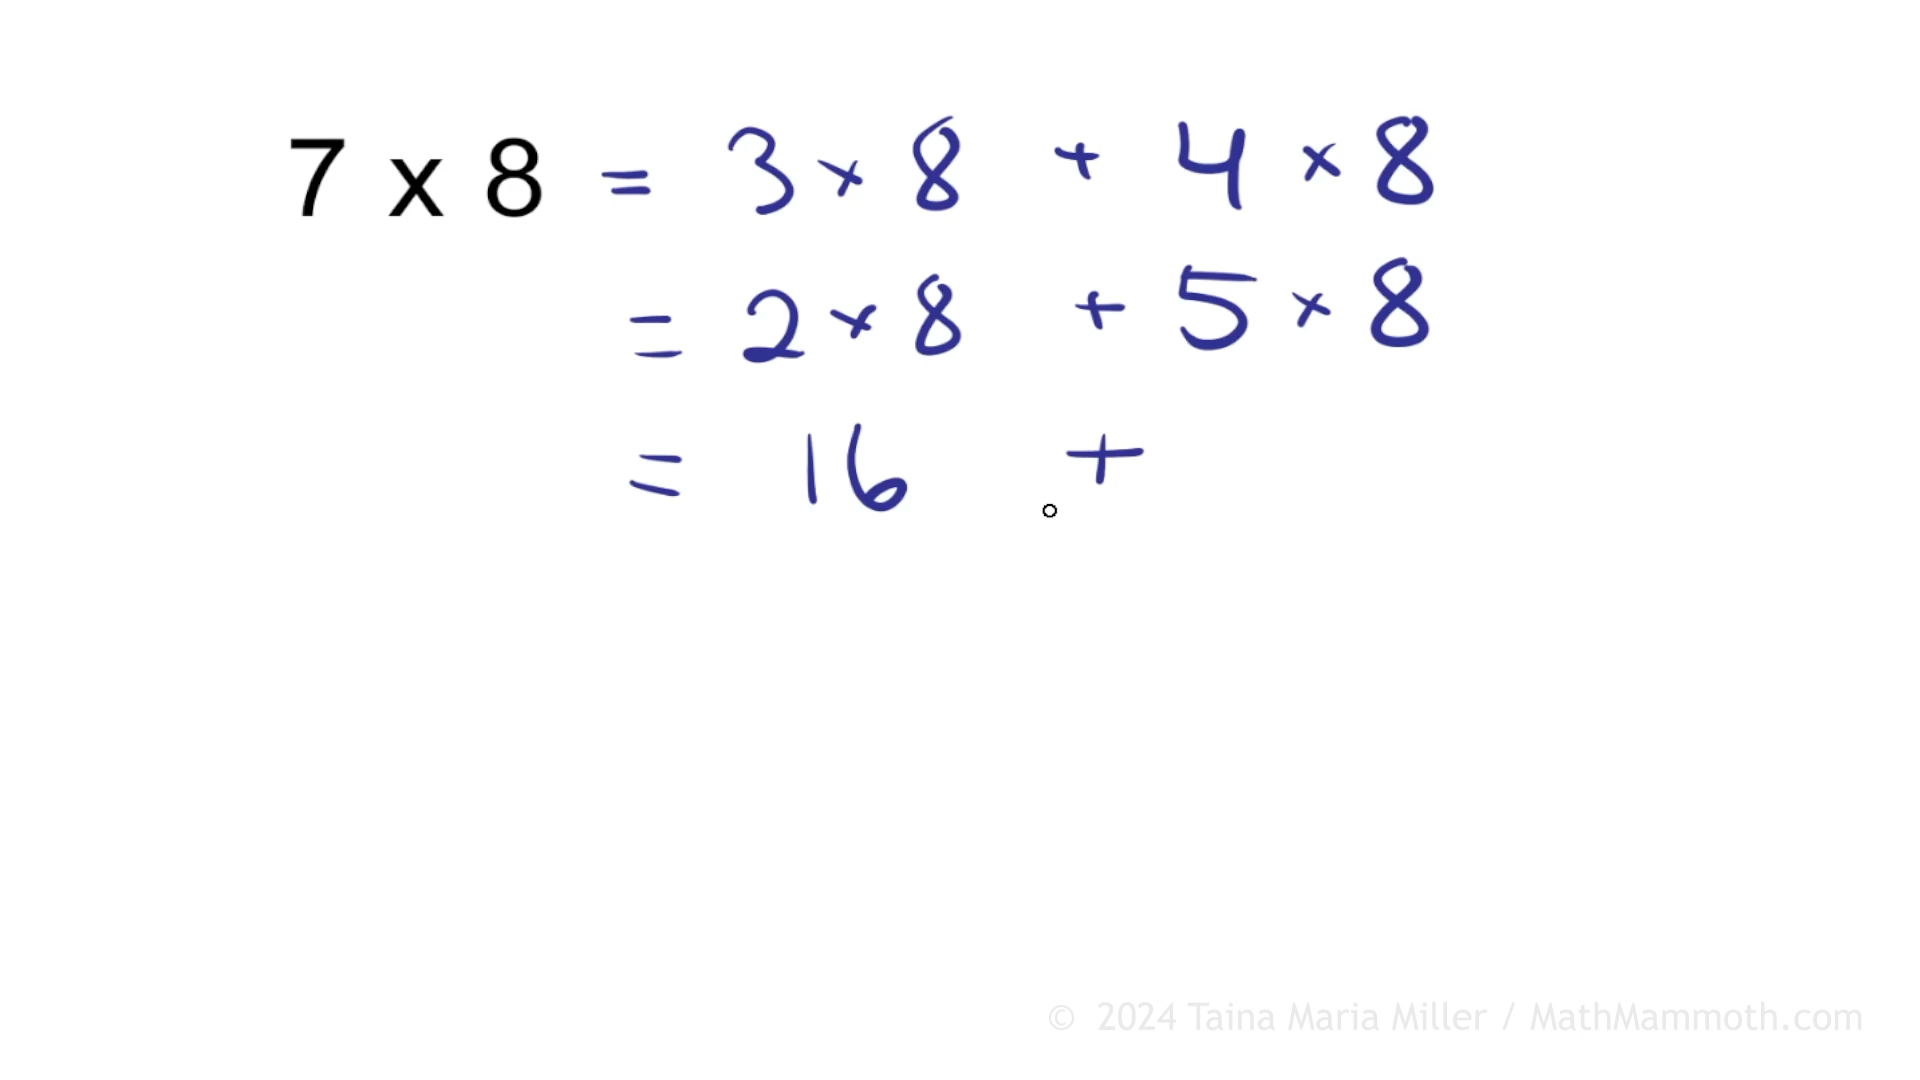 7 x 8 = 3 × 8 + 4 × 8
= 2 × 8 + 5 × 8
= 16 +
© 2024 Taina Maria Miller / MathMammoth.com